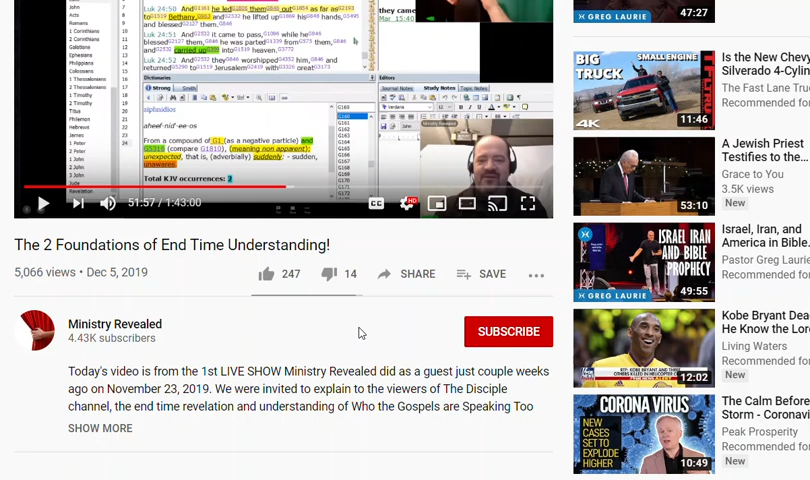 Luk 24:50 And he led them out as far as
to Bethany, and he lifted up his hands,
and blessed them.
Luk 24:51 And it came to pass, while he
blessed them, he was parted from them,
and carried up into heaven.
Luk 24:52 And they worshipped him, and
returned to Jerusalem with great
they came
Mar 15:40
Acts
Romans
1 Corinthians
2 Corinthians
Galatians
Ephesians
Philippians
Colossians
1 Thessalonians
2 Thessalonians
1 Timothy
2 Timothy
Titus
Philemon
Hebrews
James
1 Peter
2 Peter
1 John
2 John
3 John
Jude
Revelation
Dictionaries
Strong
Smith
aiphnidios
aheef-nid'-ee-os
From a compound of G1 (as a negative particle) and
G5316 (compare G1810), (meaning non apparent);
unexpected, that is, (adverbially) suddenly: - sudden,
unawares.
Total KJV occurrences: 2
G159
G160
Editors
Journal Notes
Study Notes
Topic Notes
Verdana
John
Ministry Revealed
51:57 / 1:43:00
CC
HD
The 2 Foundations of End Time Understanding!
5,066 views • Dec 5, 2019
247
14
SHARE
SAVE
Ministry Revealed
4.43K subscribers
SUBSCRIBE
Today's video is from the 1st LIVE SHOW Ministry Revealed did as a guest just couple weeks
ago on November 23, 2019. We were invited to explain to the viewers of The Disciple
channel, the end time revelation and understanding of Who the Gospels are Speaking Too
SHOW MORE
GREG LAURIE
47:27
BIG
TRUCK
SMALL ENGINE
4K
11:46
Is the New Chevy
Silverado 4-Cylin
The Fast Lane Truc
Recommended for
53:10
A Jewish Priest
Testifies to the...
Grace to You
3.5K views
New
ISRAEL IRAN
AND BIBLE
PROPHECY
GREG LAURIE
49:55
Israel, Iran, and
America in Bible.
Pastor Greg Laurie
Recommended for
12:02
Kobe Bryant Dea
He Know the Lor
Living Waters
Recommended for
New
CORONA VIRUS
NEW
CASES
SET TO
EXPLODE
HIGHER
10:49
The Calm Before
Storm - Coronavi
Peak Prosperity
Recommended for
New